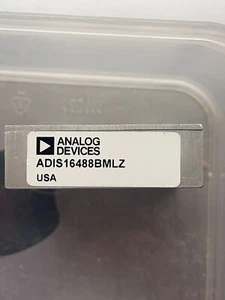 ANALOG
DEVICES
ADIS16488BMLZ
USA